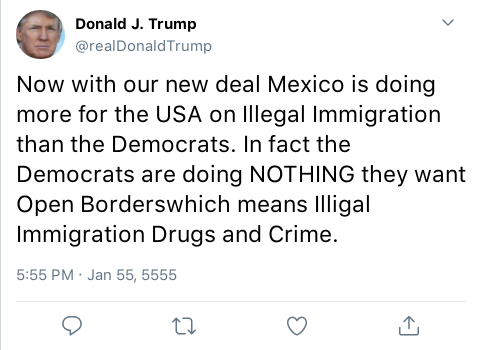 Donald J. Trump
@realDonaldTrump
Now with our new deal Mexico is doing
more for the USA on Illegal Immigration
than the Democrats. In fact the
Democrats are doing NOTHING they want
Open Borderswhich means Illigal
Immigration Drugs and Crime.
5:55 PM · Jan 55, 5555